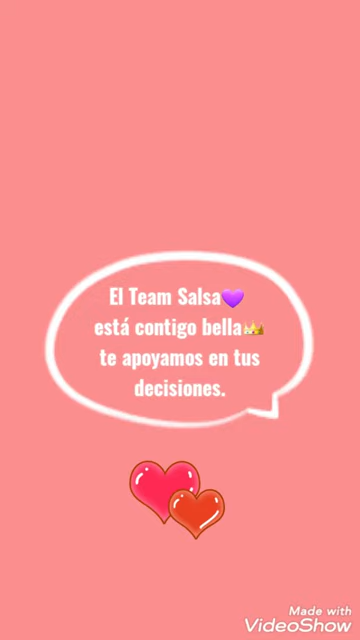 El Team Salsa💜
está contigo bella👑
te apoyamos en tus
decisiones.
Made with
VideoShow